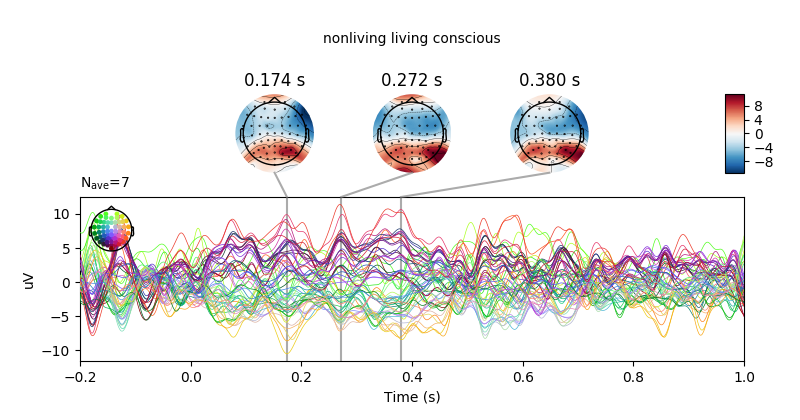 nonliving living conscious
0.174 s 0.272 s 0.380 s
8
4
0
−4
−8
Nave=7
10
5
0
−5
−10
uV
−0.2 0.0 0.2 0.4 0.6 0.8 1.0
Time (s)